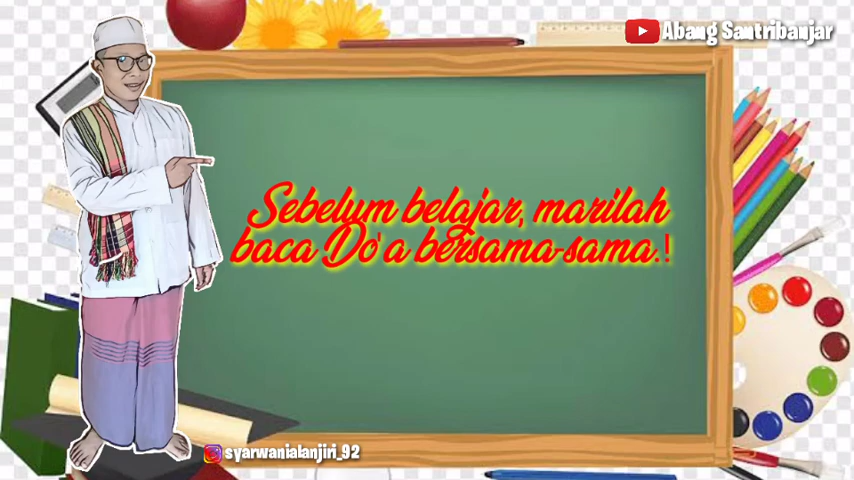 Abang Santribanjar
Sebelum belajar, marilah
baca Do'a bersama-sama.!
syarwanialanjiri_92